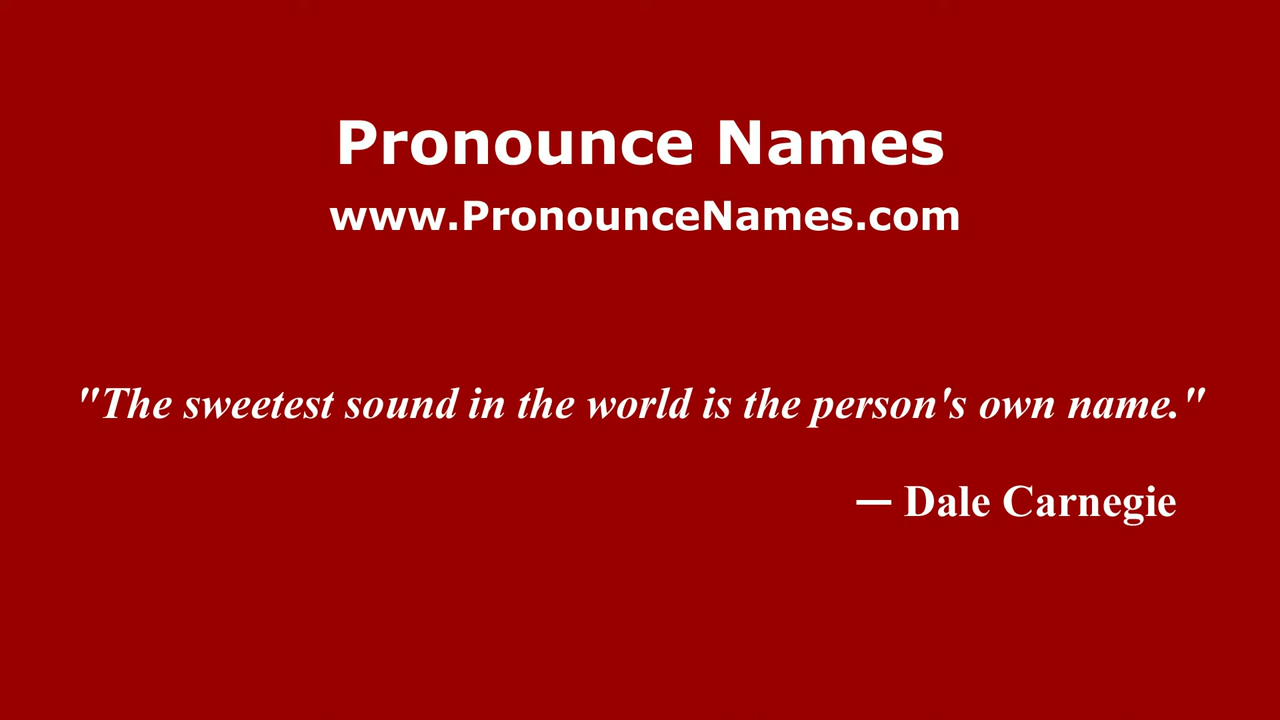 Pronounce Names
www.PronounceNames.com
"The sweetest sound in the world is the person's own name."
— Dale Carnegie